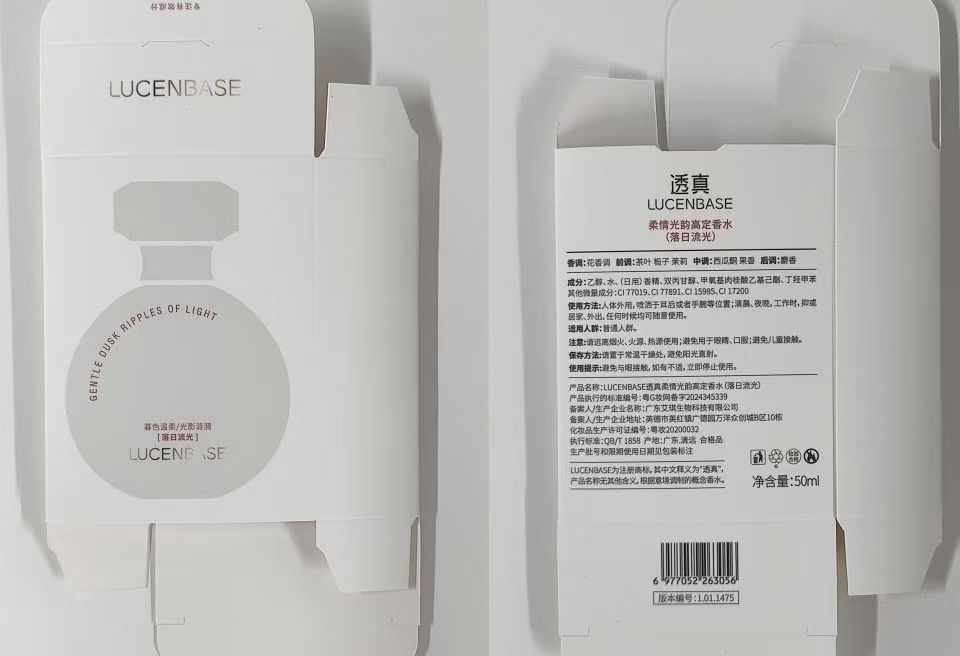 专注有效成分
LUCENBASE
GENTLE DUSK RIPPLES OF LIGHT
暮色温柔/光影涟漪
[落日流光]
LUCENBASE
透真
LUCENBASE
柔情光韵高定香水
(落日流光)
香调:花香调 前调:茶叶 栀子 茉莉 中调:西瓜酮 果香 后调:麝香
成分:乙醇、水、(日用)香精、双丙甘醇、甲氧基肉桂酸乙基己酯、丁羟甲苯
其他微量成分:CI 77019、CI 77891、CI 15985、CI 17200
使用方法:人体外用,喷洒于耳后或者手腕等位置;清晨、夜晚,工作时,抑或
居家、外出,任何时候均可随意使用。
适用人群:普通人群。
注意:请远离烟火、火源、热源使用;避免用于眼睛、口服;避免儿童接触。
保存方法:请置于常温干燥处,避免阳光直射。
使用提示:避免与眼接触,如有不适,立即停止使用。
产品名称:LUCENBASE透真柔情光韵高定香水(落日流光)
产品执行的标准编号:粤G妆网备字2024345339
备案人/生产企业名称:广东艾琪生物科技有限公司
备案人/生产企业地址:英德市英红镇广德园万洋众创城B区10栋
化妆品生产许可证编号:粤妆20200032
执行标准:QB/T 1858 产地:广东.清远 合格品
生产批号和限期使用日期见包装标注
LUCENBASE为注册商标,其中文释义为“透真”,
产品名称无其他含义,根据意境调制的概念香水。
净含量:50ml
6 977052 263056
版本编号:1.01.1475